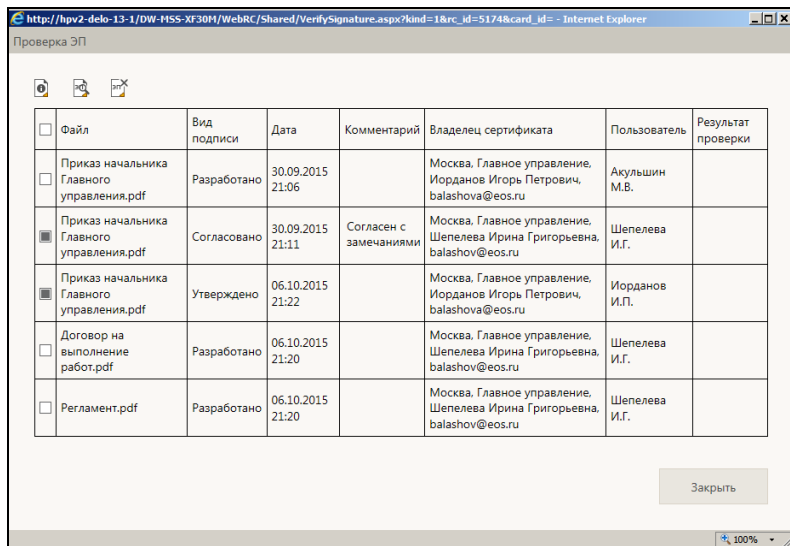 http://hpv2-delo-13-1/DW-MSS-XF30M/WebRC/Shared/VerifySignature.aspx?kind=1&rc_id=5174&card_id= - Internet Explorer
Проверка ЭП
Файл
Вид
подписи
Дата
Комментарий
Владелец сертификата
Пользователь
Результат
проверки
Приказ начальника
Главного
управления.pdf
Разработано
30.09.2015
21:06
Москва, Главное управление,
Иорданов Игорь Петрович,
balashova@eos.ru
Акульшин
М.В.
Приказ начальника
Главного
управления.pdf
Согласовано
30.09.2015
21:11
Согласен с
замечаниями
Москва, Главное управление,
Шепелева Ирина Григорьевна,
balashov@eos.ru
Шепелева
И.Г.
Приказ начальника
Главного
управления.pdf
Утверждено
06.10.2015
21:22
Москва, Главное управление,
Иорданов Игорь Петрович,
balashova@eos.ru
Иорданов
И.П.
Договор на
выполнение
работ.pdf
Разработано
06.10.2015
21:20
Москва, Главное управление,
Шепелева Ирина Григорьевна,
balashov@eos.ru
Шепелева
И.Г.
Регламент.pdf
Разработано
06.10.2015
21:20
Москва, Главное управление,
Шепелева Ирина Григорьевна,
balashov@eos.ru
Шепелева
И.Г.
Закрыть
100%